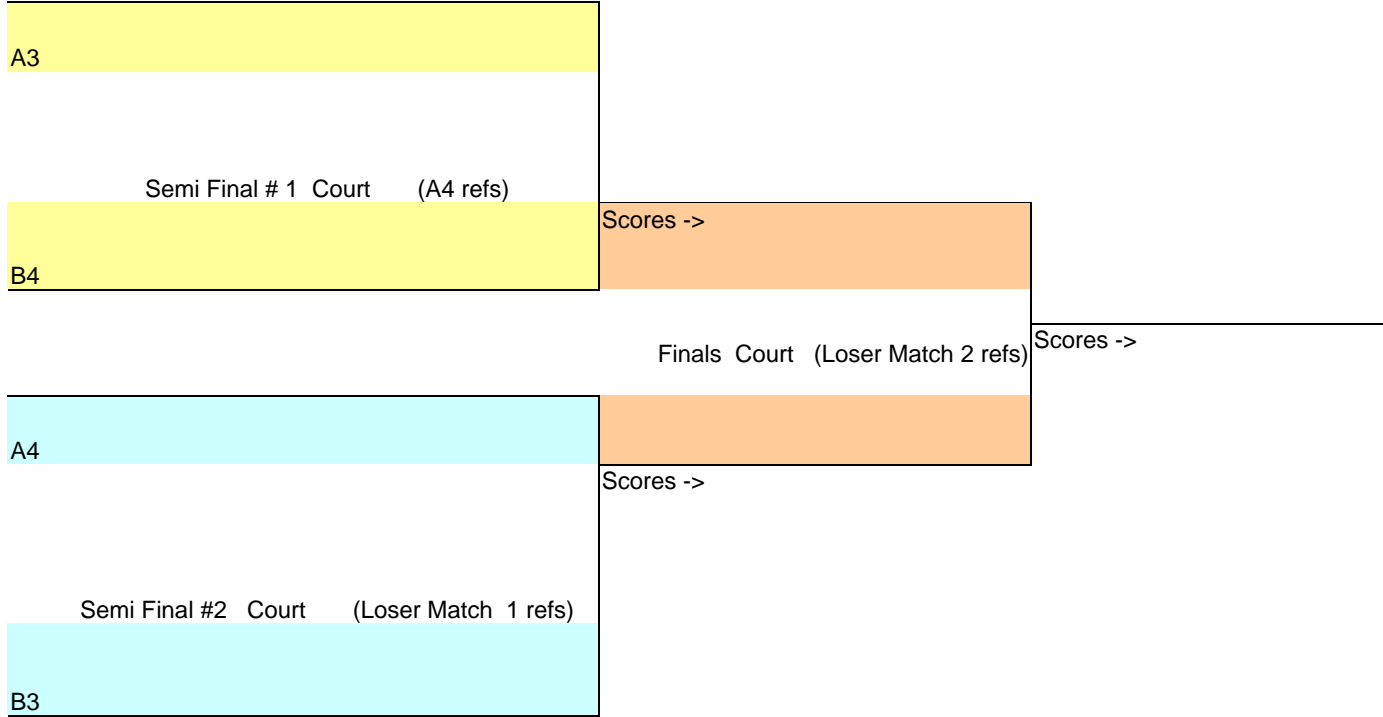 A3
Semi Final # 1 Court (A4 refs)
Scores ->
B4
Finals Court (Loser Match 2 refs)
Scores ->
A4
Scores ->
Semi Final #2 Court (Loser Match 1 refs)
B3